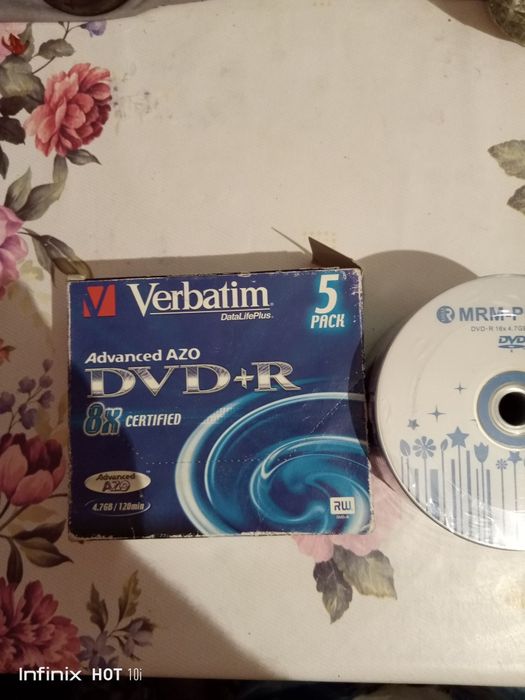 Verbatim
DataLifePlus
5
PACK
Advanced AZO
DVD+R
8X CERTIFIED
Advanced
AZO
4.7GB/120min
RW
MRM-P
DVD-R 16x 4.7GB
DVD
R
Infinix HOT 10i